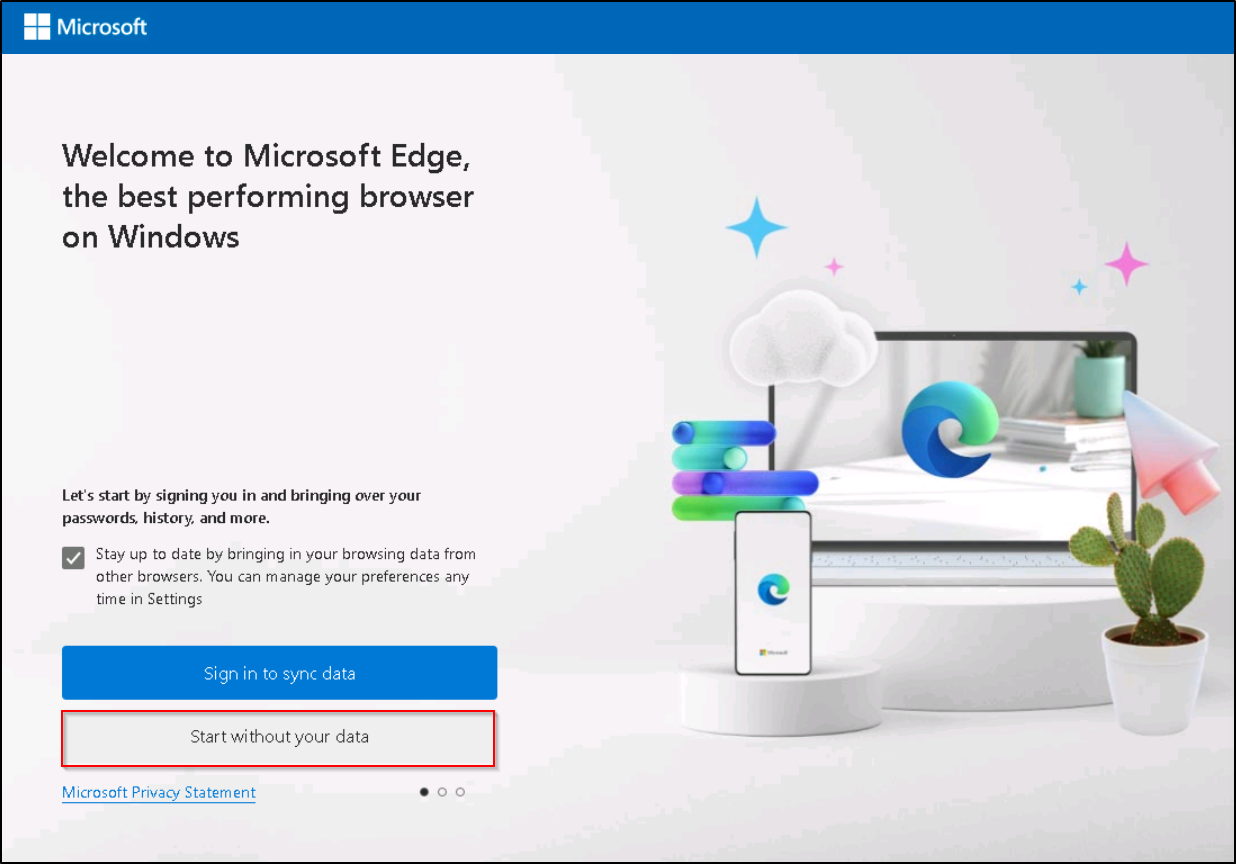 Microsoft
Welcome to Microsoft Edge,
the best performing browser
on Windows
Let's start by signing you in and bringing over your
passwords, history, and more.
Stay up to date by bringing in your browsing data from
other browsers. You can manage your preferences any
time in Settings
Sign in to sync data
Start without your data
Microsoft Privacy Statement
Microsoft